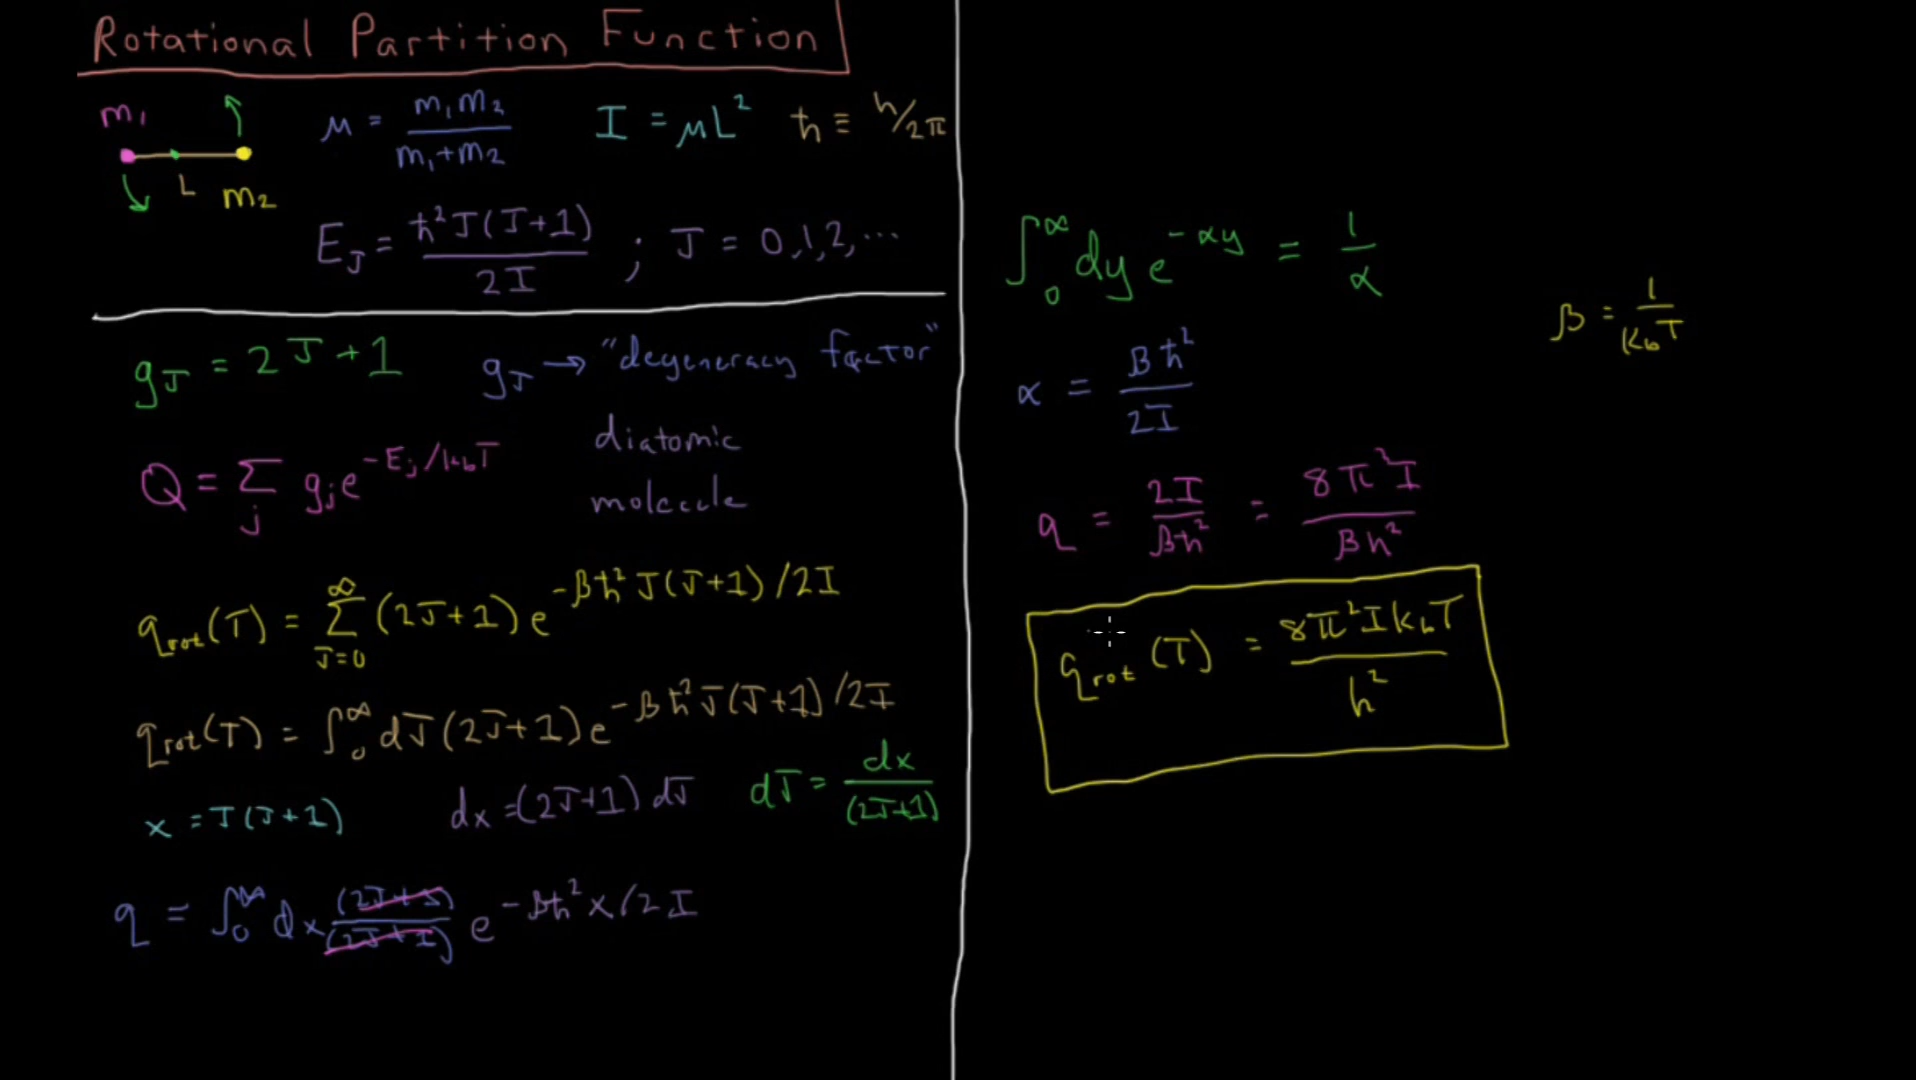 Rotational Partition Function
m₁
L
m₂
μ = m₁m₂ / m₁+m₂
I = μL²
ħ ≡ h/2π
E_J = ħ²J(J+1) / 2I ; J = 0,1,2,...
g_J = 2J+1
g_J → "degeneracy factor"
Q = Σ_j g_j e^(-E_j/k_bT)
diatomic
molecule
q_rot(T) = Σ_{J=0}^{∞} (2J+1) e^(-βħ²J(J+1)/2I)
q_rot(T) = ∫₀^∞ dJ(2J+1) e^(-βħ²J(J+1)/2I)
x = J(J+1)
dx =(2J+1) dJ
dJ = dx / (2J+1)
q = ∫₀^∞ dx (2J+1)/(2J+1) e^(-βħ²x/2I)
∫₀^∞ dy e^(-αy) = 1/α
β = 1 / k_bT
α = βħ² / 2I
q = 2I / βħ² = 8π²I / βh²
q_rot(T) = 8π²Ik_bT / h²